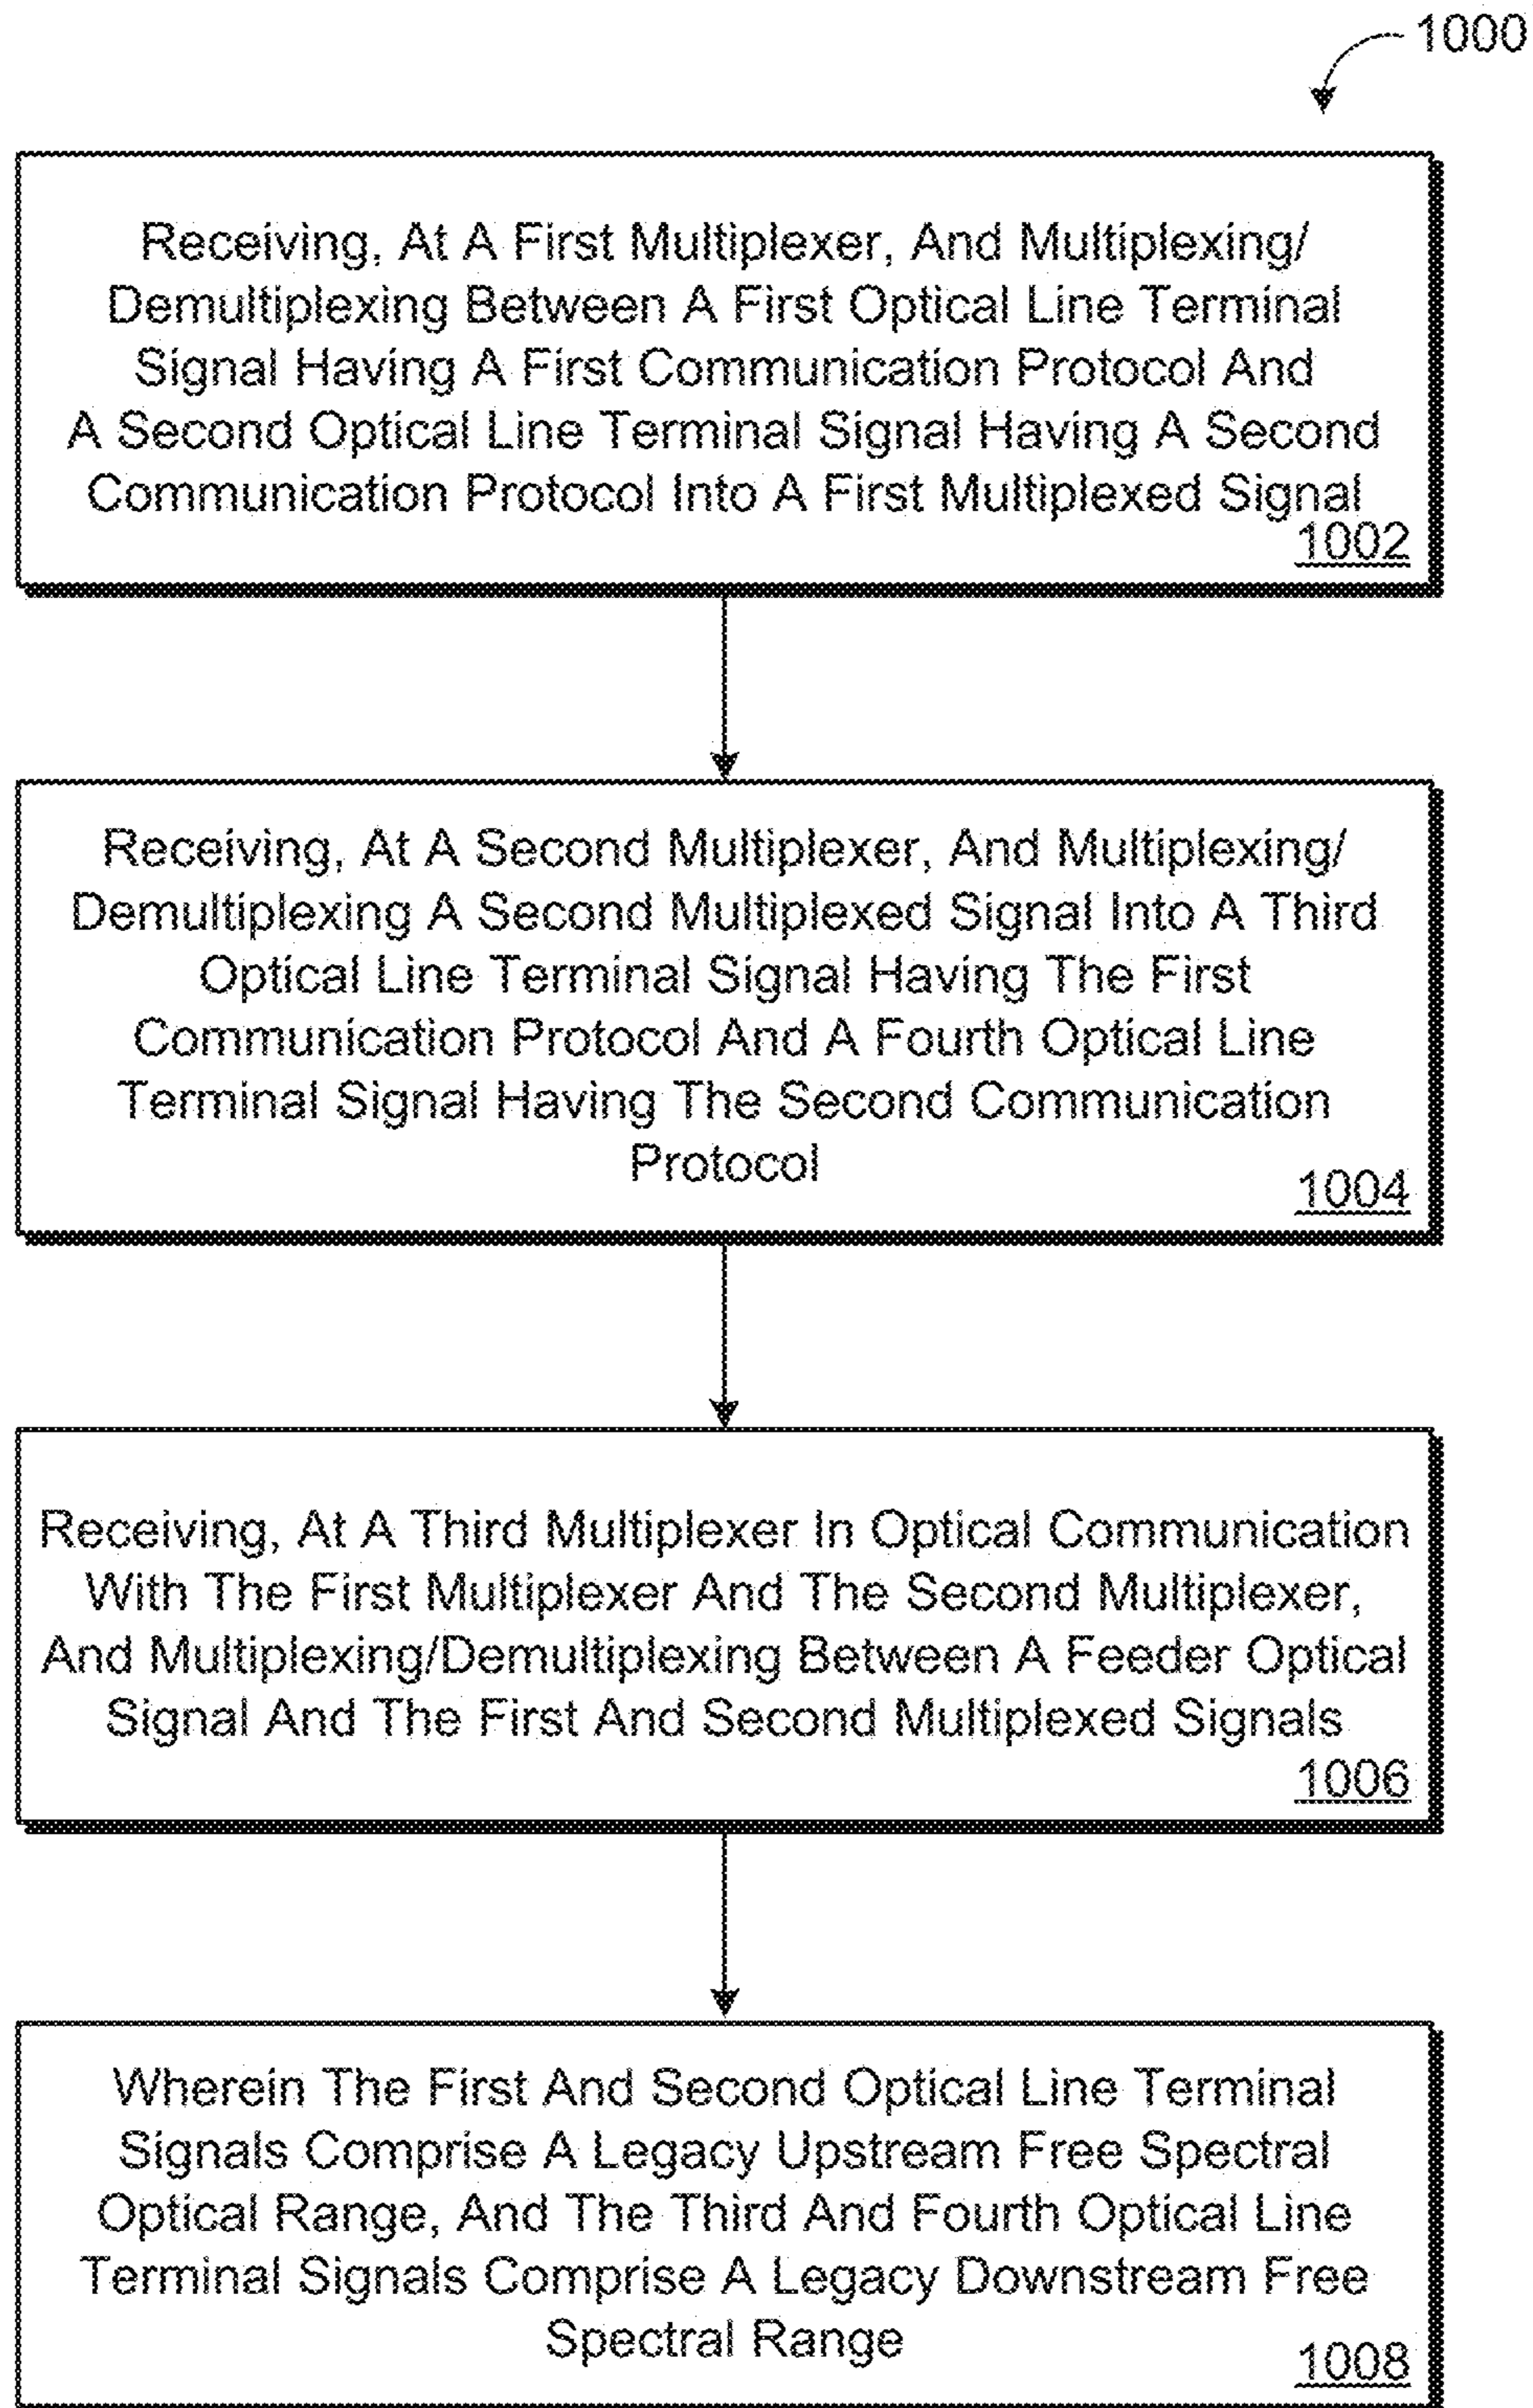 1000
Receiving, At A First Multiplexer, And Multiplexing/
Demultiplexing Between A First Optical Line Terminal
Signal Having A First Communication Protocol And
A Second Optical Line Terminal Signal Having A Second
Communication Protocol Into A First Multiplexed Signal
1002
Receiving, At A Second Multiplexer, And Multiplexing/
Demultiplexing A Second Multiplexed Signal Into A Third
Optical Line Terminal Signal Having The First
Communication Protocol And A Fourth Optical Line
Terminal Signal Having The Second Communication
Protocol
1004
Receiving, At A Third Multiplexer In Optical Communication
With The First Multiplexer And The Second Multiplexer,
And Multiplexing/Demultiplexing Between A Feeder Optical
Signal And The First And Second Multiplexed Signals
1006
Wherein The First And Second Optical Line Terminal
Signals Comprise A Legacy Upstream Free Spectral
Optical Range, And The Third And Fourth Optical Line
Terminal Signals Comprise A Legacy Downstream Free
Spectral Range
1008